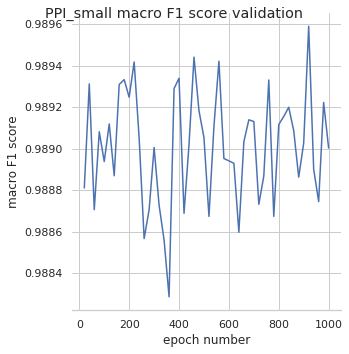 PPI_small macro F1 score validation
0.9896
0.9894
0.9892
0.9890
0.9888
0.9886
0.9884
macro F1 score
0 200 400 600 800 1000
epoch number